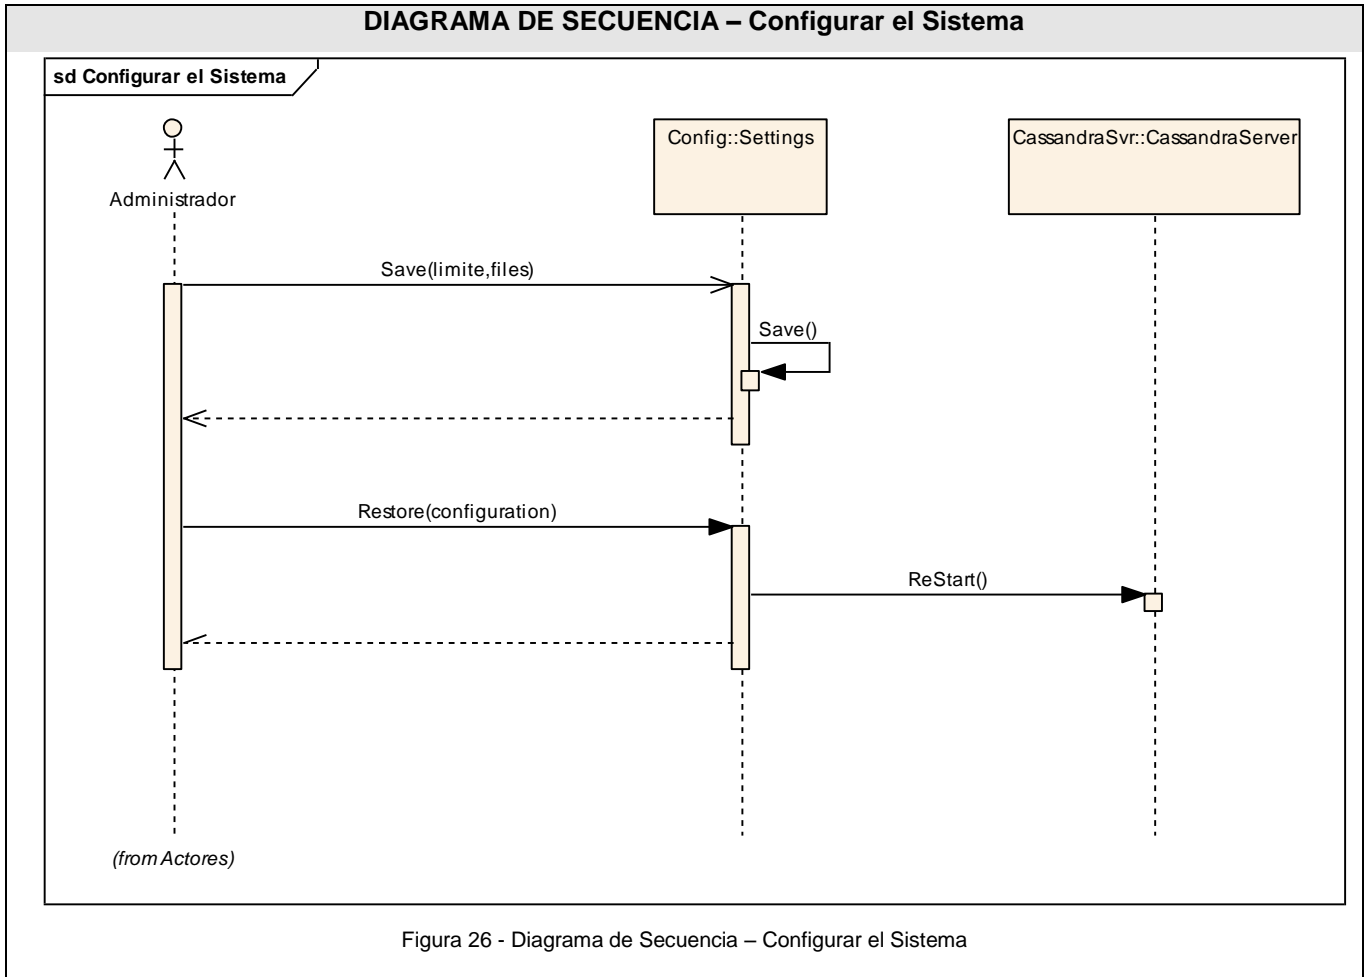 DIAGRAMA DE SECUENCIA – Configurar el Sistema
sd Configurar el Sistema
Administrador
Config::Settings
CassandraSvr::CassandraServer
Save(limite,files)
Save()
Restore(configuration)
ReStart()
(from Actores)
Figura 26 - Diagrama de Secuencia – Configurar el Sistema